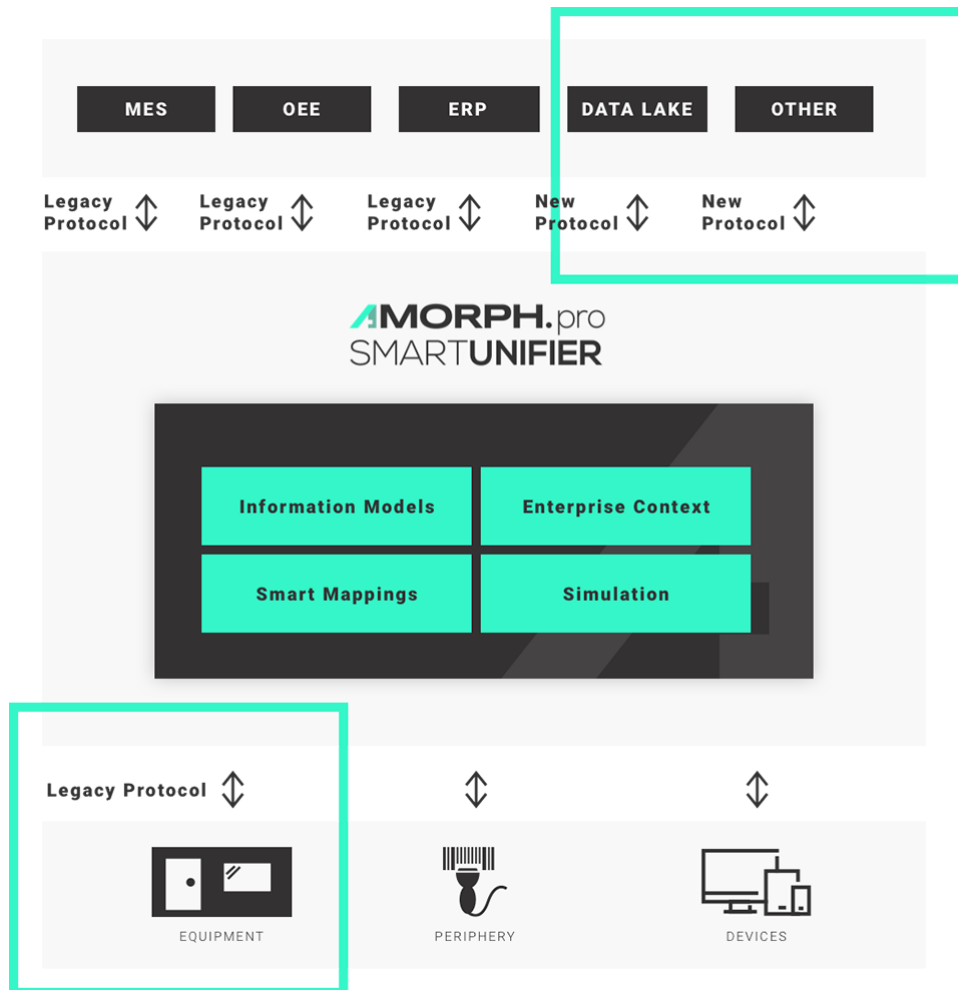 MES OEE ERP DATA LAKE OTHER
Legacy Legacy Legacy New New
Protocol Protocol Protocol Protocol Protocol
AMORPH.pro
SMARTUNIFIER
Information Models Enterprise Context
Smart Mappings Simulation
Legacy Protocol
EQUIPMENT PERIPHERY DEVICES